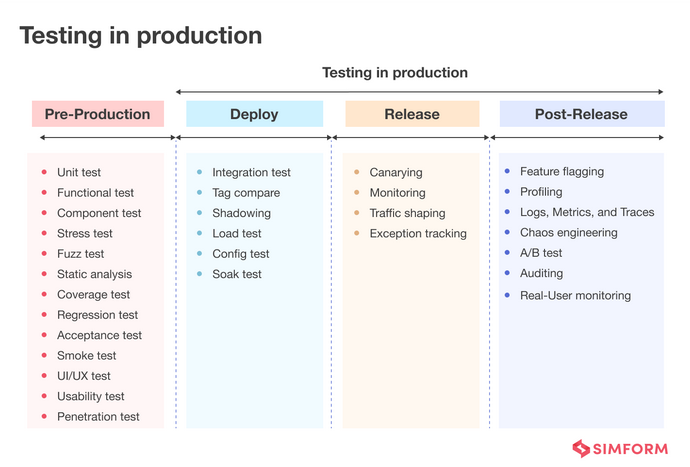 Testing in production
Testing in production
Pre-Production
Deploy
Release
Post-Release
Unit test
Functional test
Component test
Stress test
Fuzz test
Static analysis
Coverage test
Regression test
Acceptance test
Smoke test
UI/UX test
Usability test
Penetration test
Integration test
Tag compare
Shadowing
Load test
Config test
Soak test
Canarying
Monitoring
Traffic shaping
Exception tracking
Feature flagging
Profiling
Logs, Metrics, and Traces
Chaos engineering
A/B test
Auditing
Real-User monitoring
SIMFORM